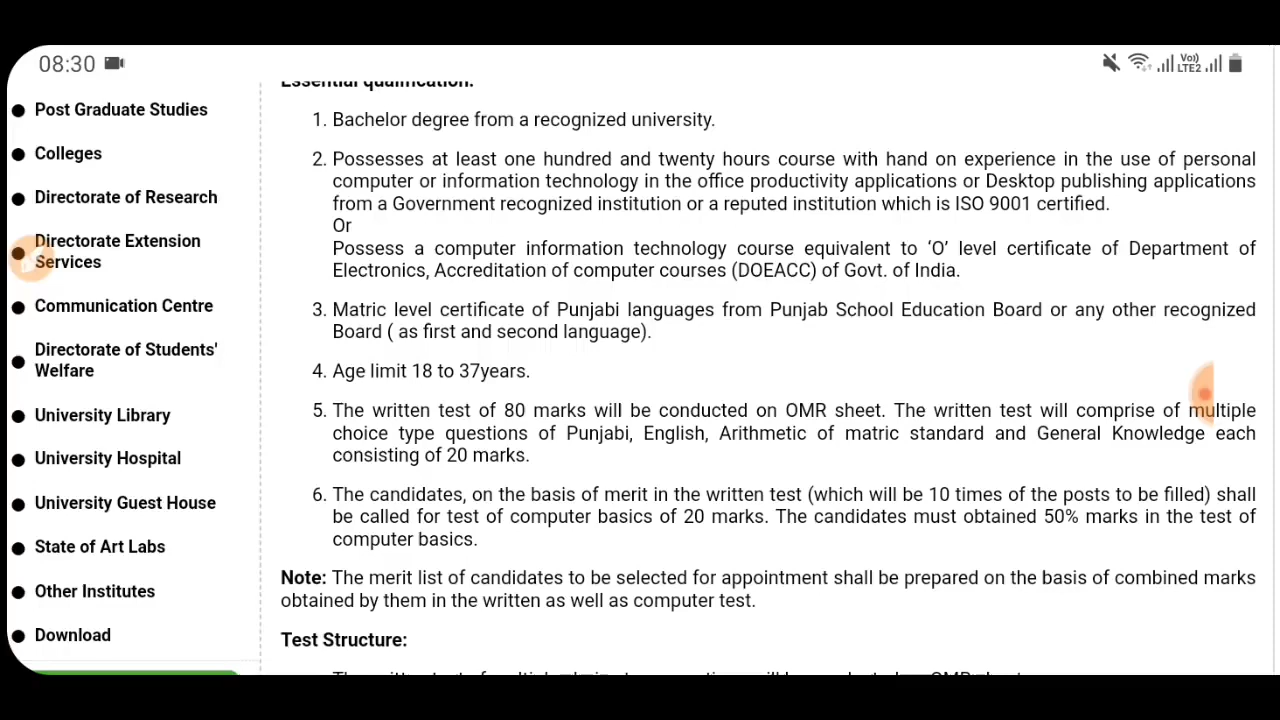 08:30
Vo))
LTE2
Post Graduate Studies
Colleges
Directorate of Research
Directorate Extension
Services
Communication Centre
Directorate of Students'
Welfare
University Library
University Hospital
University Guest House
State of Art Labs
Other Institutes
Download
Essential qualification:
1. Bachelor degree from a recognized university.
2. Possesses at least one hundred and twenty hours course with hand on experience in the use of personal
computer or information technology in the office productivity applications or Desktop publishing applications
from a Government recognized institution or a reputed institution which is ISO 9001 certified.
Or
Possess a computer information technology course equivalent to ‘O’ level certificate of Department of
Electronics, Accreditation of computer courses (DOEACC) of Govt. of India.
3. Matric level certificate of Punjabi languages from Punjab School Education Board or any other recognized
Board ( as first and second language).
4. Age limit 18 to 37years.
5. The written test of 80 marks will be conducted on OMR sheet. The written test will comprise of multiple
choice type questions of Punjabi, English, Arithmetic of matric standard and General Knowledge each
consisting of 20 marks.
6. The candidates, on the basis of merit in the written test (which will be 10 times of the posts to be filled) shall
be called for test of computer basics of 20 marks. The candidates must obtained 50% marks in the test of
computer basics.
Note: The merit list of candidates to be selected for appointment shall be prepared on the basis of combined marks
obtained by them in the written as well as computer test.
Test Structure: